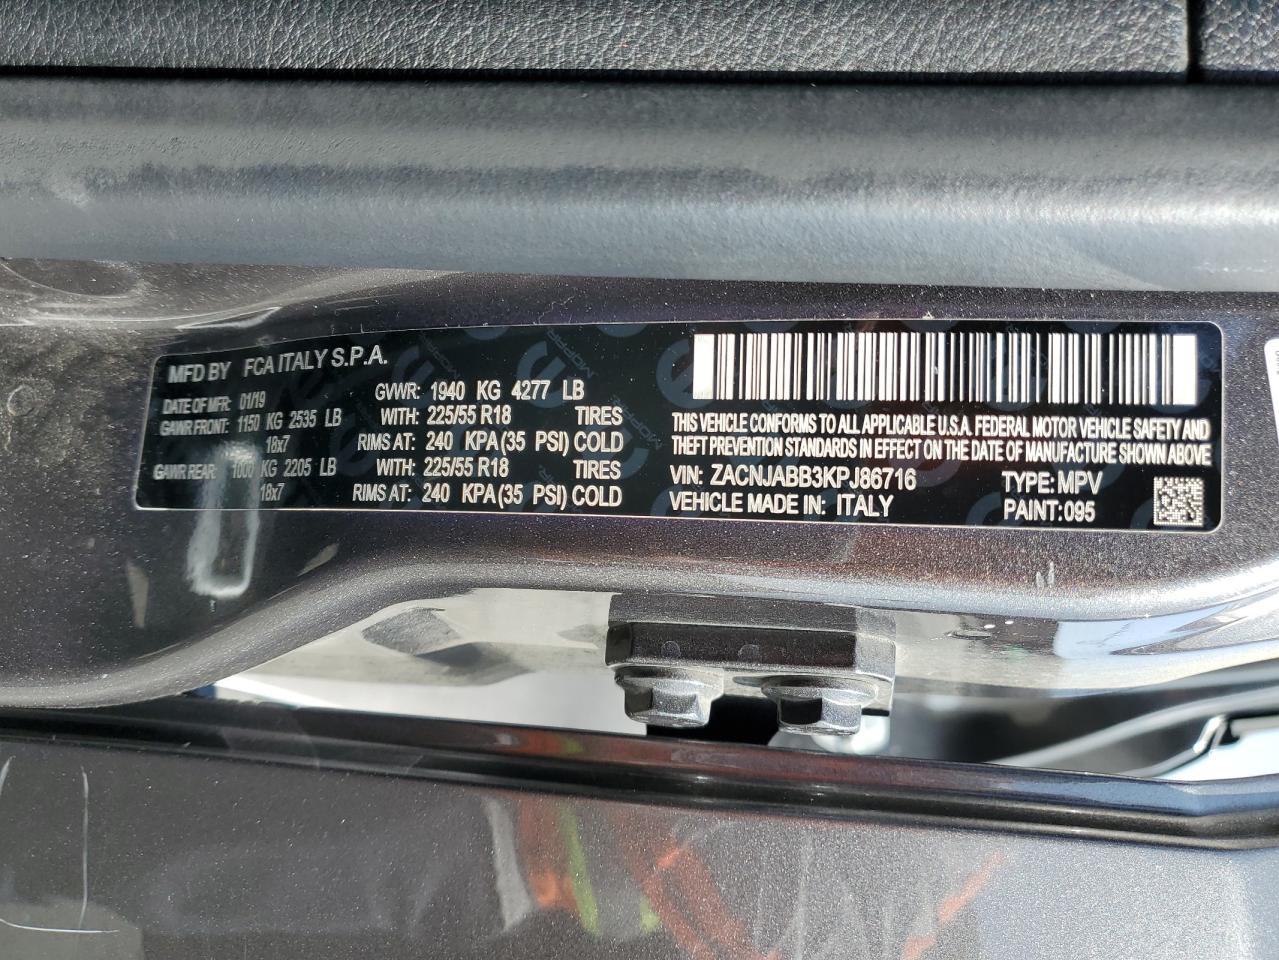 MFD BY FCA ITALY S.P.A.
DATE OF MFR: 01/19 GVWR: 1940 KG 4277 LB
GAWR FRONT: 1150 KG 2535 LB WITH: 225/55 R18 TIRES
18x7 RIMS AT: 240 KPA (35 PSI) COLD
GAWR REAR: 1000 KG 2205 LB WITH: 225/55 R18 TIRES
18x7 RIMS AT: 240 KPA (35 PSI) COLD
THIS VEHICLE CONFORMS TO ALL APPLICABLE U.S.A. FEDERAL MOTOR VEHICLE SAFETY AND
THEFT PREVENTION STANDARDS IN EFFECT ON THE DATE OF MANUFACTURE SHOWN ABOVE
VIN: ZACNJABB3KPJ86716 TYPE: MPV
VEHICLE MADE IN: ITALY PAINT: 095